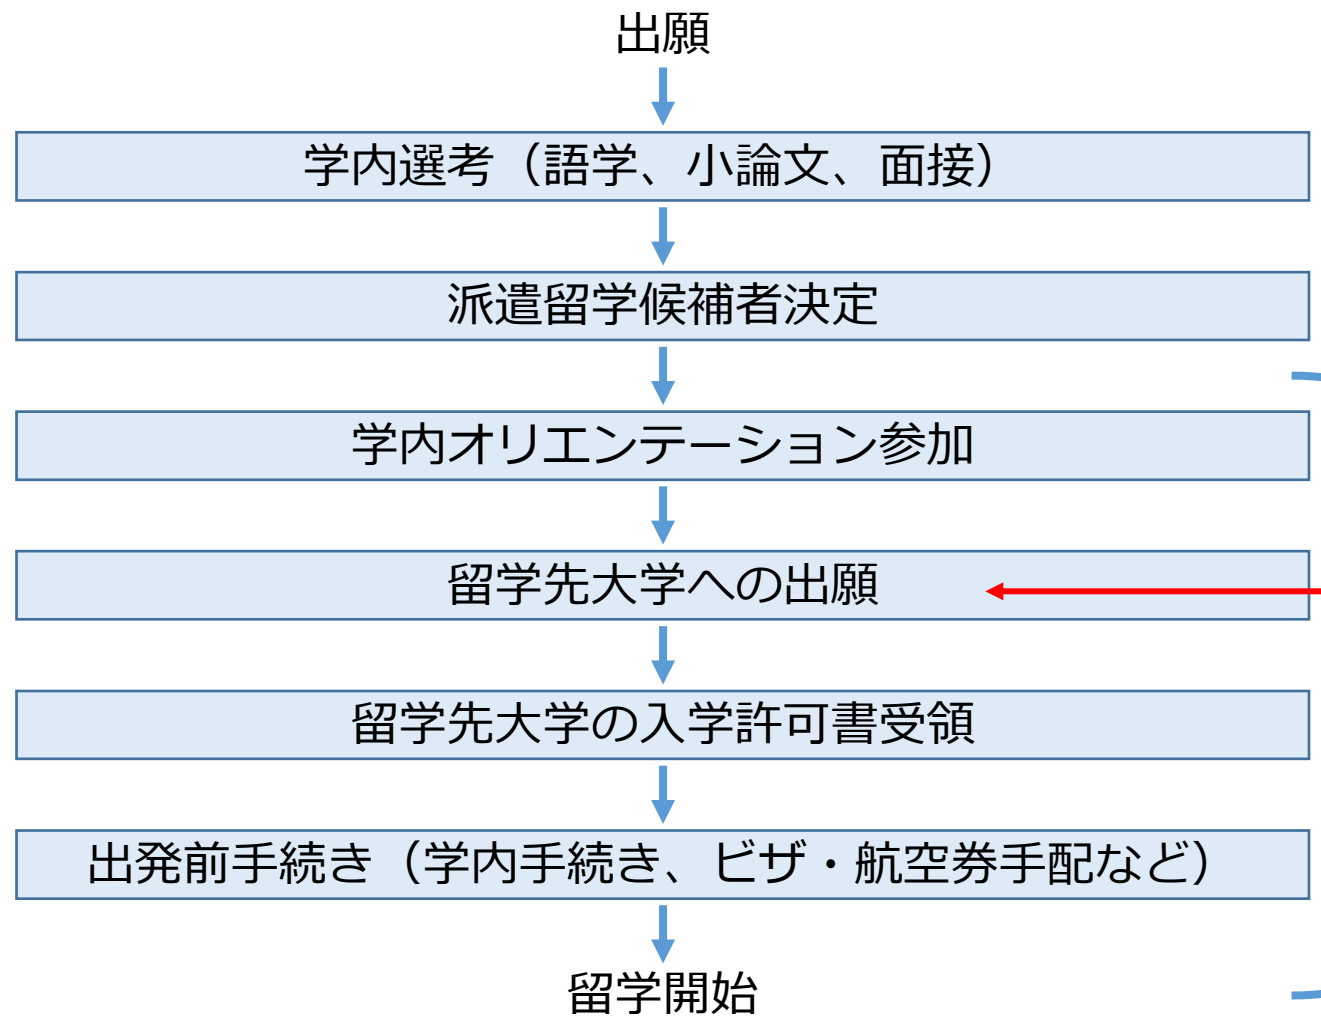 出願
学内選考（語学、小論文、面接）
派遣留学候補者決定
学内オリエンテーション参加
留学先大学への出願
留学先大学の入学許可書受領
出発前手続き（学内手続き、ビザ・航空券手配など）
留学開始